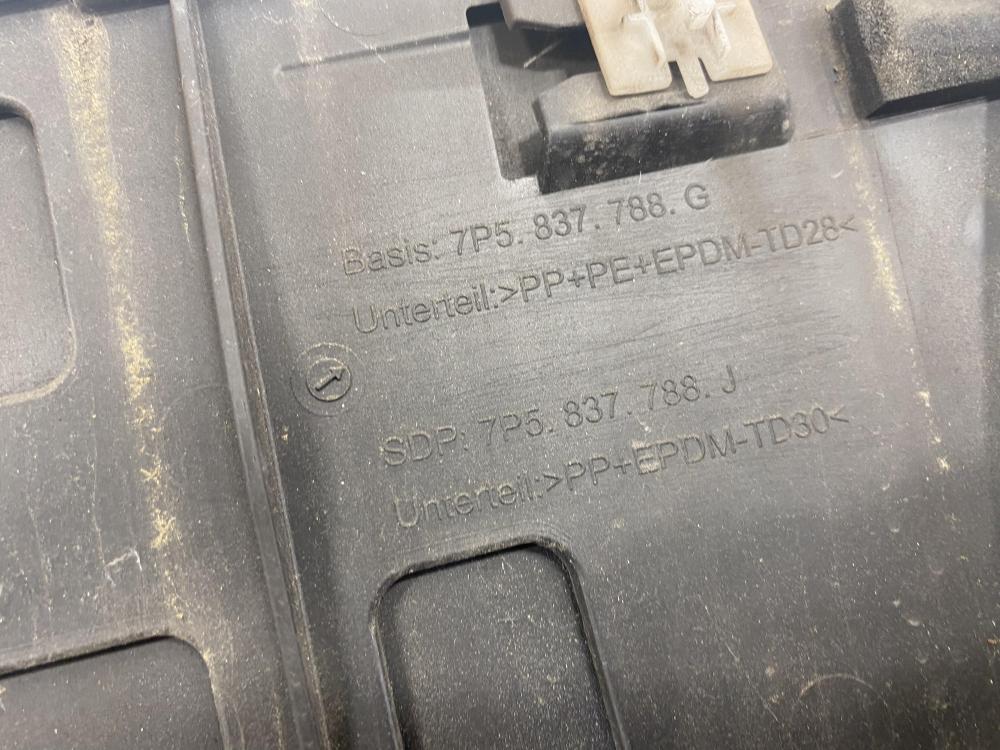 Basis: 7P5. 837. 788. G
Unterteil:>PP+PE+EPDM-TD28<
SDP: 7P5. 837. 788. J
Unterteil:>PP+EPDM-TD30<